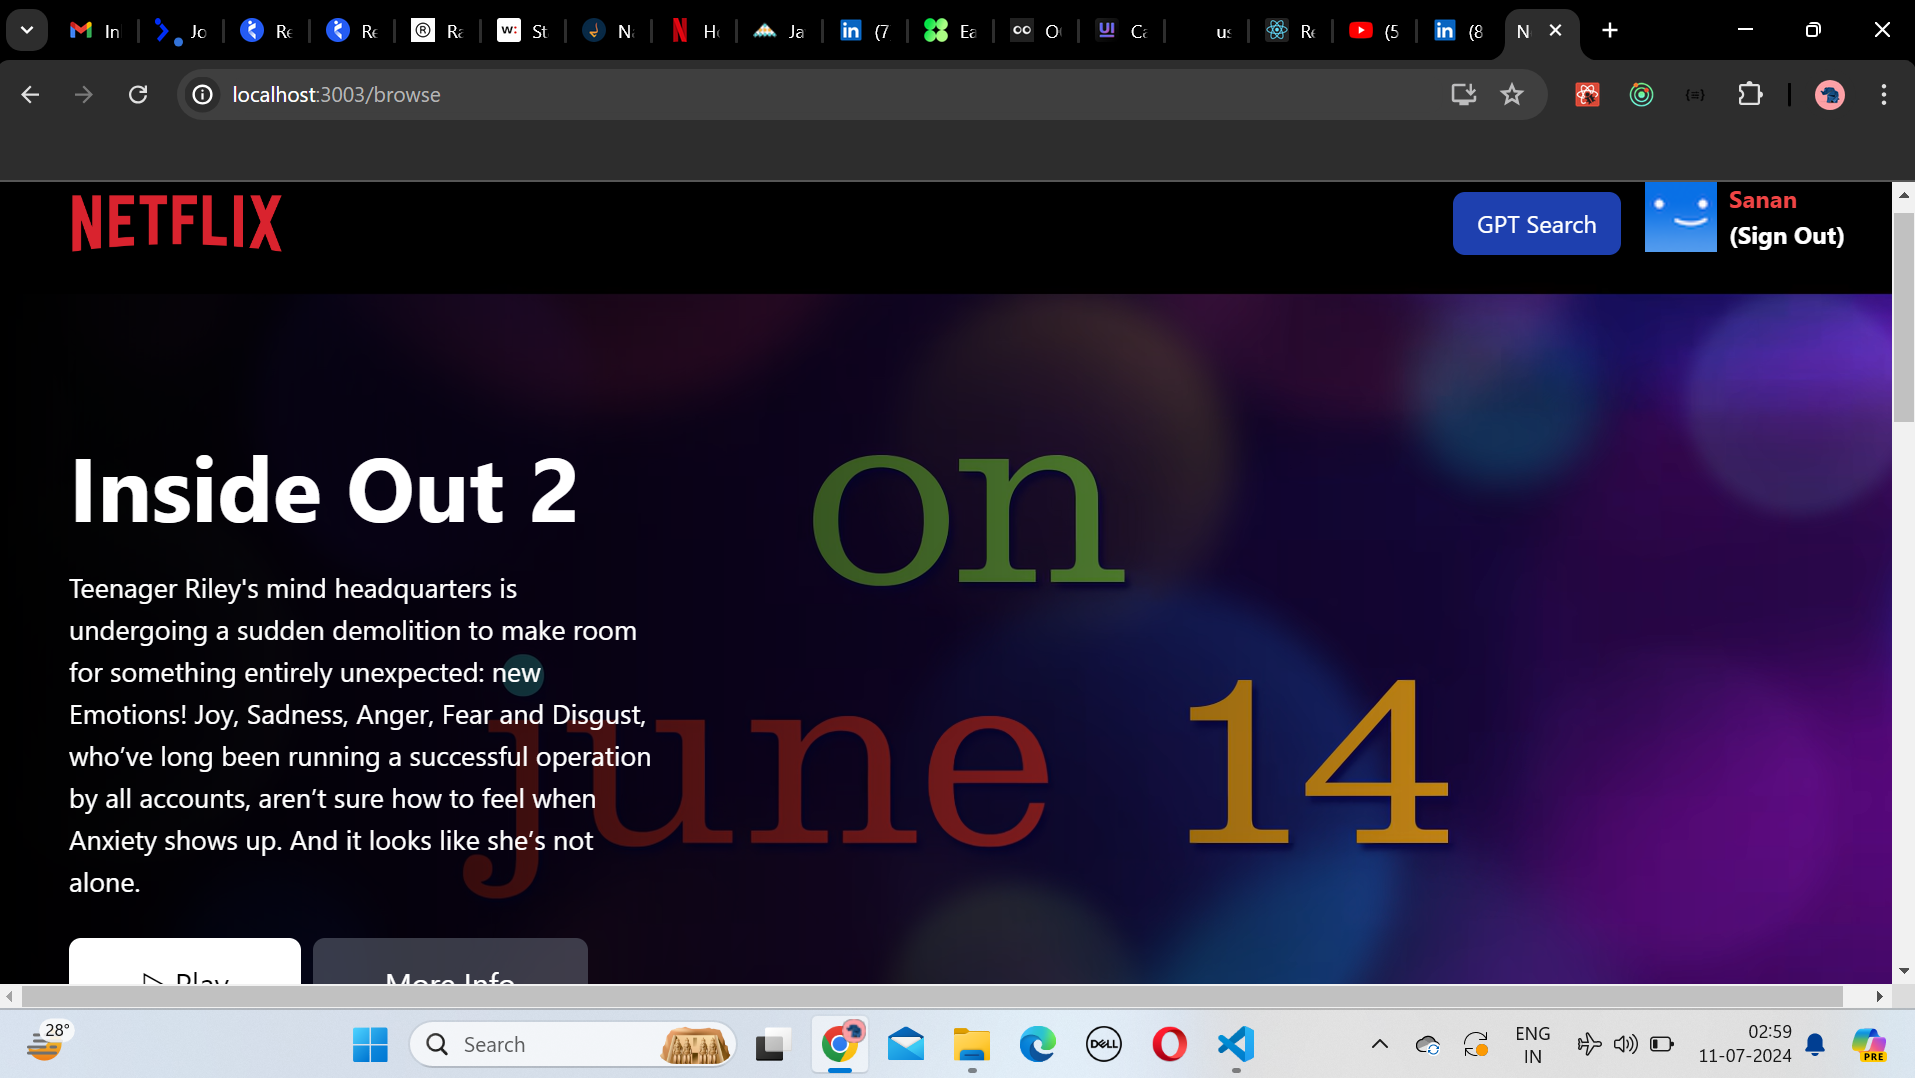 In
Jo
Re
Re
Ra
St
Na
Ho
Ja
(7
Ea
O
Ca
us
Re
(5
(8
N
localhost:3003/browse
NETFLIX
GPT Search
Sanan
(Sign Out)
Inside Out 2
Teenager Riley's mind headquarters is
undergoing a sudden demolition to make room
for something entirely unexpected: new
Emotions! Joy, Sadness, Anger, Fear and Disgust,
who’ve long been running a successful operation
by all accounts, aren’t sure how to feel when
Anxiety shows up. And it looks like she’s not
alone.
on
june 14
Play
More Info
28°
Search
DELL
ENG
IN
02:59
11-07-2024
PRE